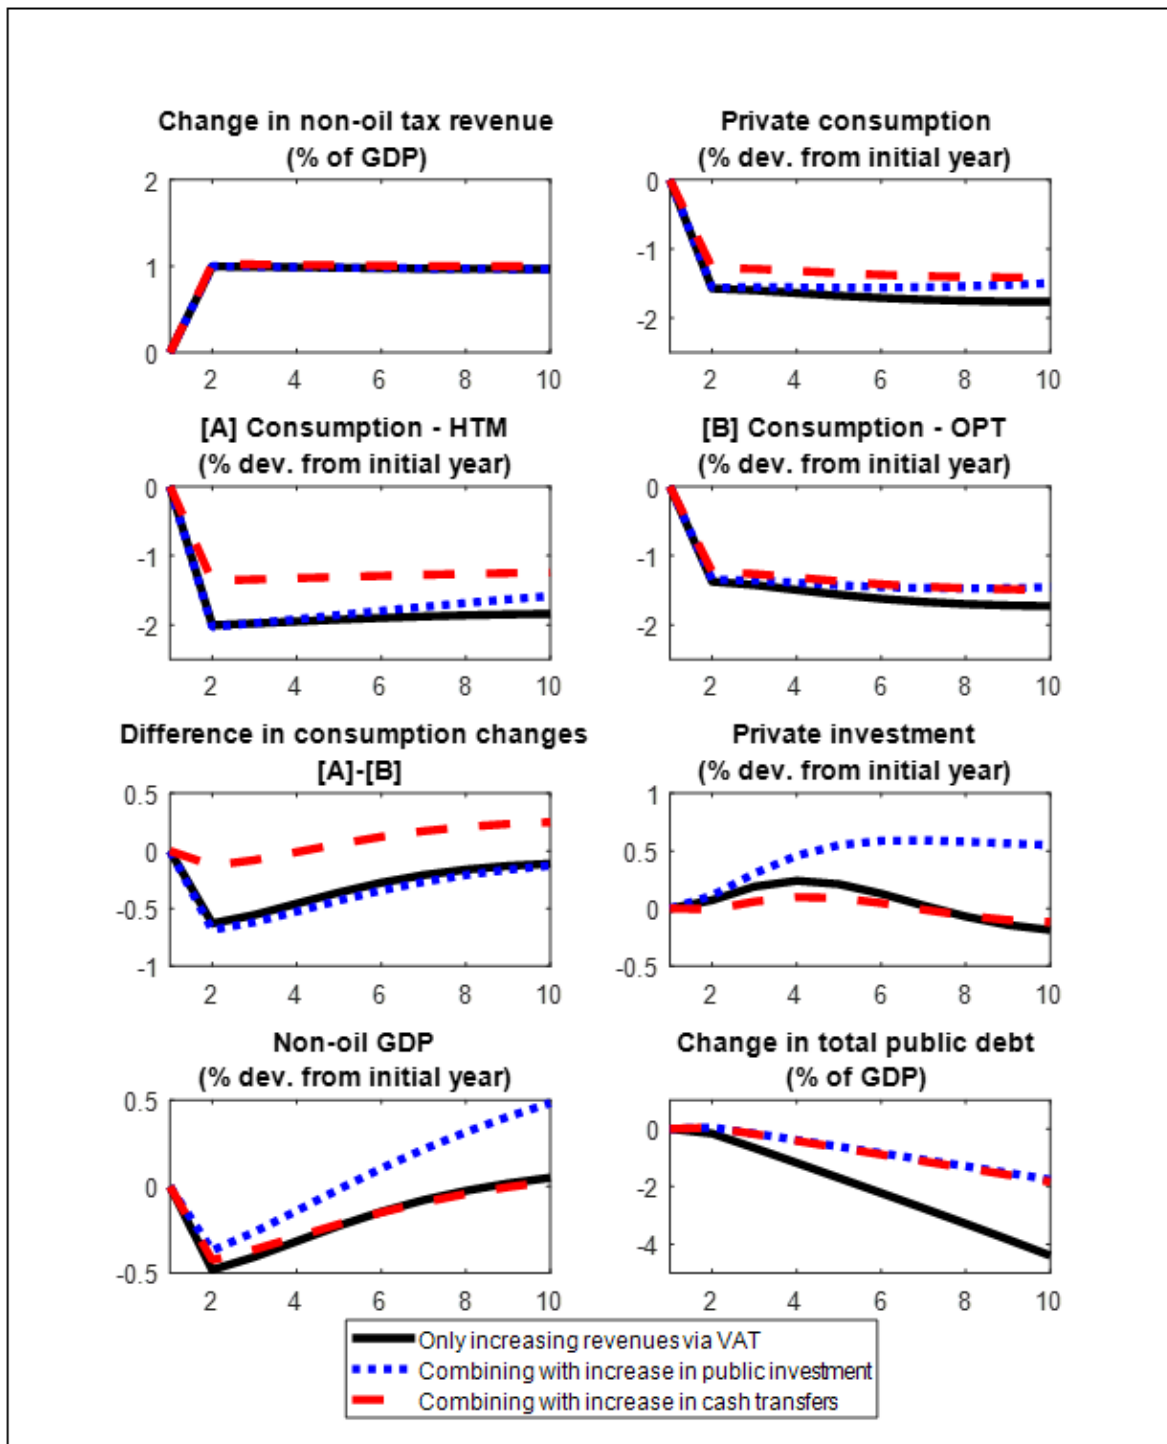 Change in non-oil tax revenue
(% of GDP)
2
1
0
2 4 6 8 10
Private consumption
(% dev. from initial year)
0
-1
-2
2 4 6 8 10
[A] Consumption - HTM
(% dev. from initial year)
0
-1
-2
2 4 6 8 10
[B] Consumption - OPT
(% dev. from initial year)
0
-1
-2
2 4 6 8 10
Difference in consumption changes
[A]-[B]
0.5
0
-0.5
-1
2 4 6 8 10
Private investment
(% dev. from initial year)
1
0.5
0
-0.5
2 4 6 8 10
Non-oil GDP
(% dev. from initial year)
0.5
0
-0.5
2 4 6 8 10
Change in total public debt
(% of GDP)
0
-2
-4
2 4 6 8 10
Only increasing revenues via VAT
Combining with increase in public investment
Combining with increase in cash transfers